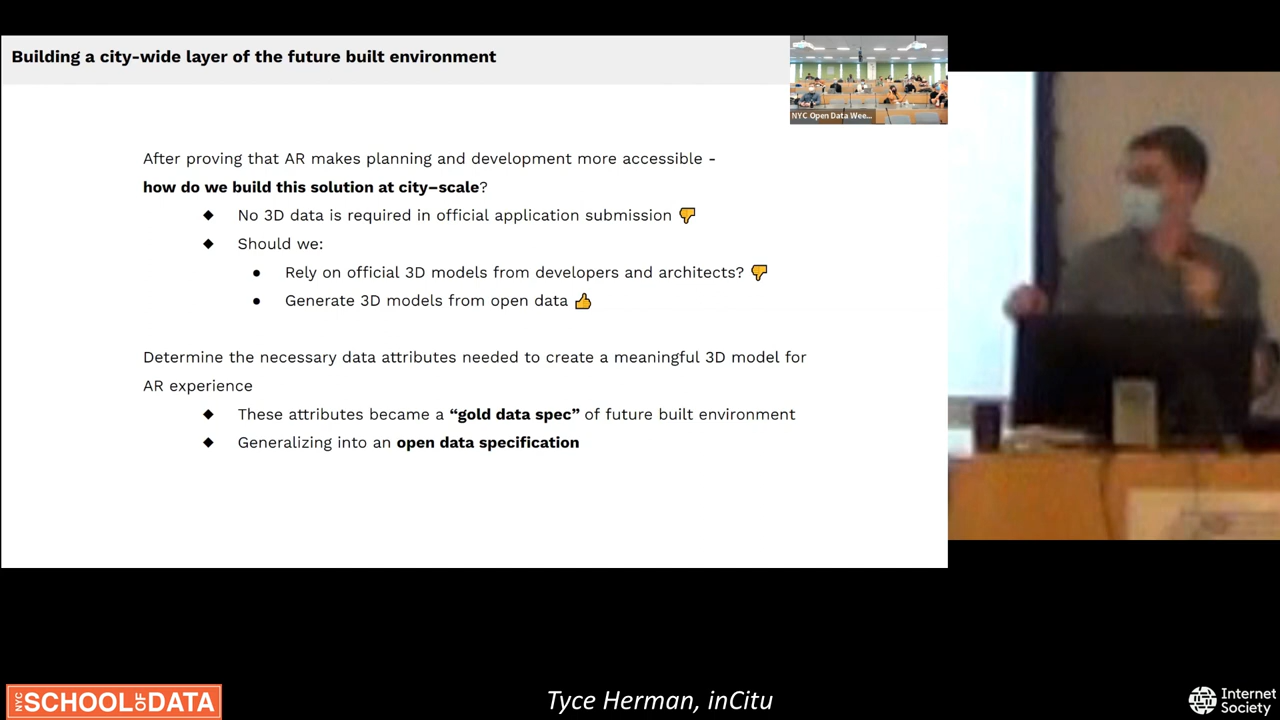 Building a city-wide layer of the future built environment
NYC Open Data Wee...
After proving that AR makes planning and development more accessible -
how do we build this solution at city-scale?
No 3D data is required in official application submission
Should we:
Rely on official 3D models from developers and architects?
Generate 3D models from open data
Determine the necessary data attributes needed to create a meaningful 3D model for
AR experience
These attributes became a “gold data spec” of future built environment
Generalizing into an open data specification
NYC SCHOOL OF DATA
Tyce Herman, inCitu
Internet
Society